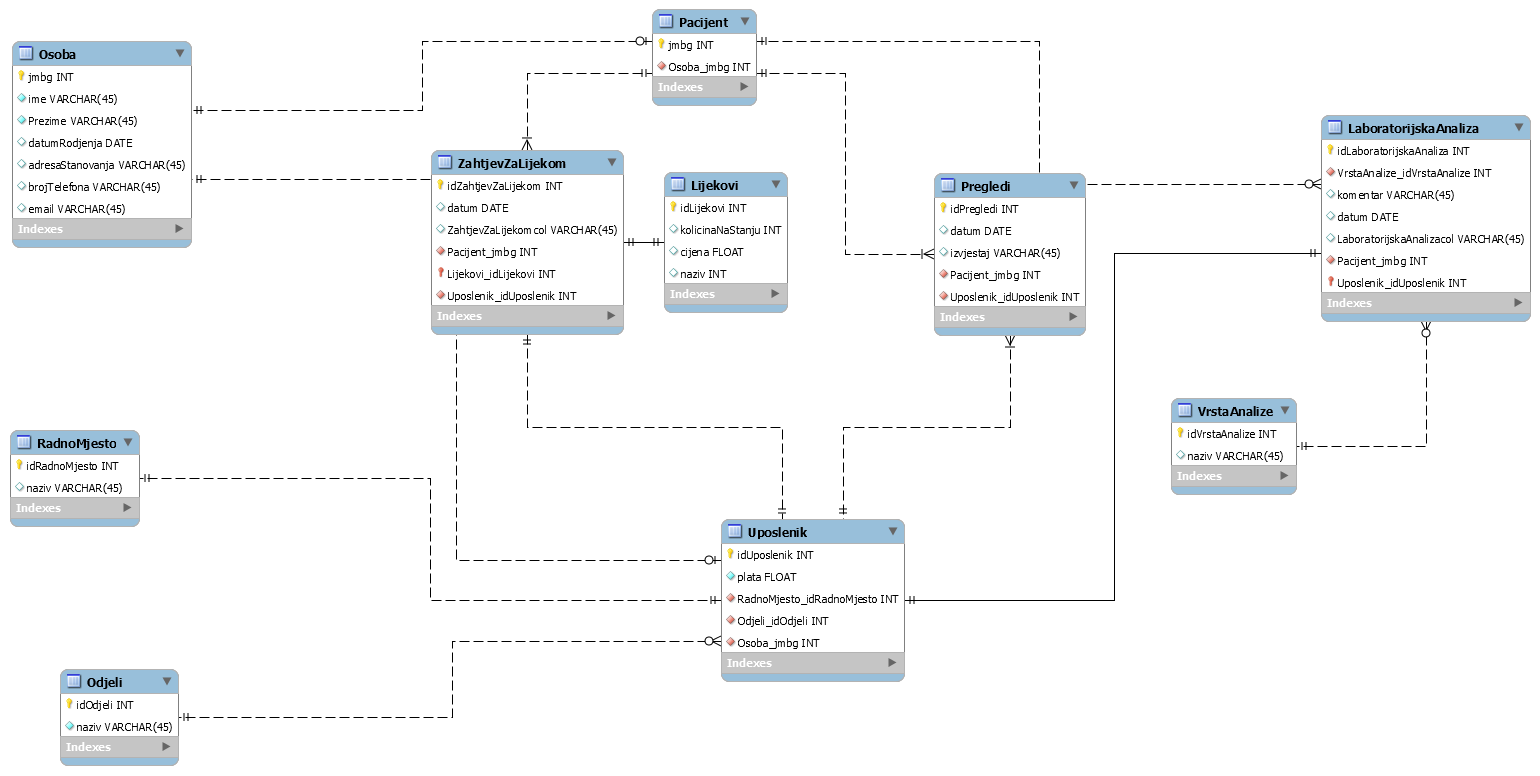 Osoba
jmbg INT
ime VARCHAR(45)
Prezime VARCHAR(45)
datumRodjenja DATE
adresaStanovanja VARCHAR(45)
brojTelefona VARCHAR(45)
email VARCHAR(45)
Indexes
Pacijent
jmbg INT
Osoba_jmbg INT
Indexes
ZahtjevZaLijekom
idZahtjevZaLijekom INT
datum DATE
ZahtjevZaLijekomcol VARCHAR(45)
Pacijent_jmbg INT
Lijekovi_idLijekovi INT
Uposlenik_idUposlenik INT
Indexes
Lijekovi
idLijekovi INT
kolicinaNaStanju INT
cijena FLOAT
naziv INT
Indexes
Pregledi
idPregledi INT
datum DATE
izvjestaj VARCHAR(45)
Pacijent_jmbg INT
Uposlenik_idUposlenik INT
Indexes
LaboratorijskaAnaliza
idLaboratorijskaAnaliza INT
VrstaAnalize_idVrstaAnalize INT
komentar VARCHAR(45)
datum DATE
LaboratorijskaAnalizacol VARCHAR(45)
Pacijent_jmbg INT
Uposlenik_idUposlenik INT
Indexes
VrstaAnalize
idVrstaAnalize INT
naziv VARCHAR(45)
Indexes
RadnoMjesto
idRadnoMjesto INT
naziv VARCHAR(45)
Indexes
Uposlenik
idUposlenik INT
plata FLOAT
RadnoMjesto_idRadnoMjesto INT
Odjeli_idOdjeli INT
Osoba_jmbg INT
Indexes
Odjeli
idOdjeli INT
naziv VARCHAR(45)
Indexes